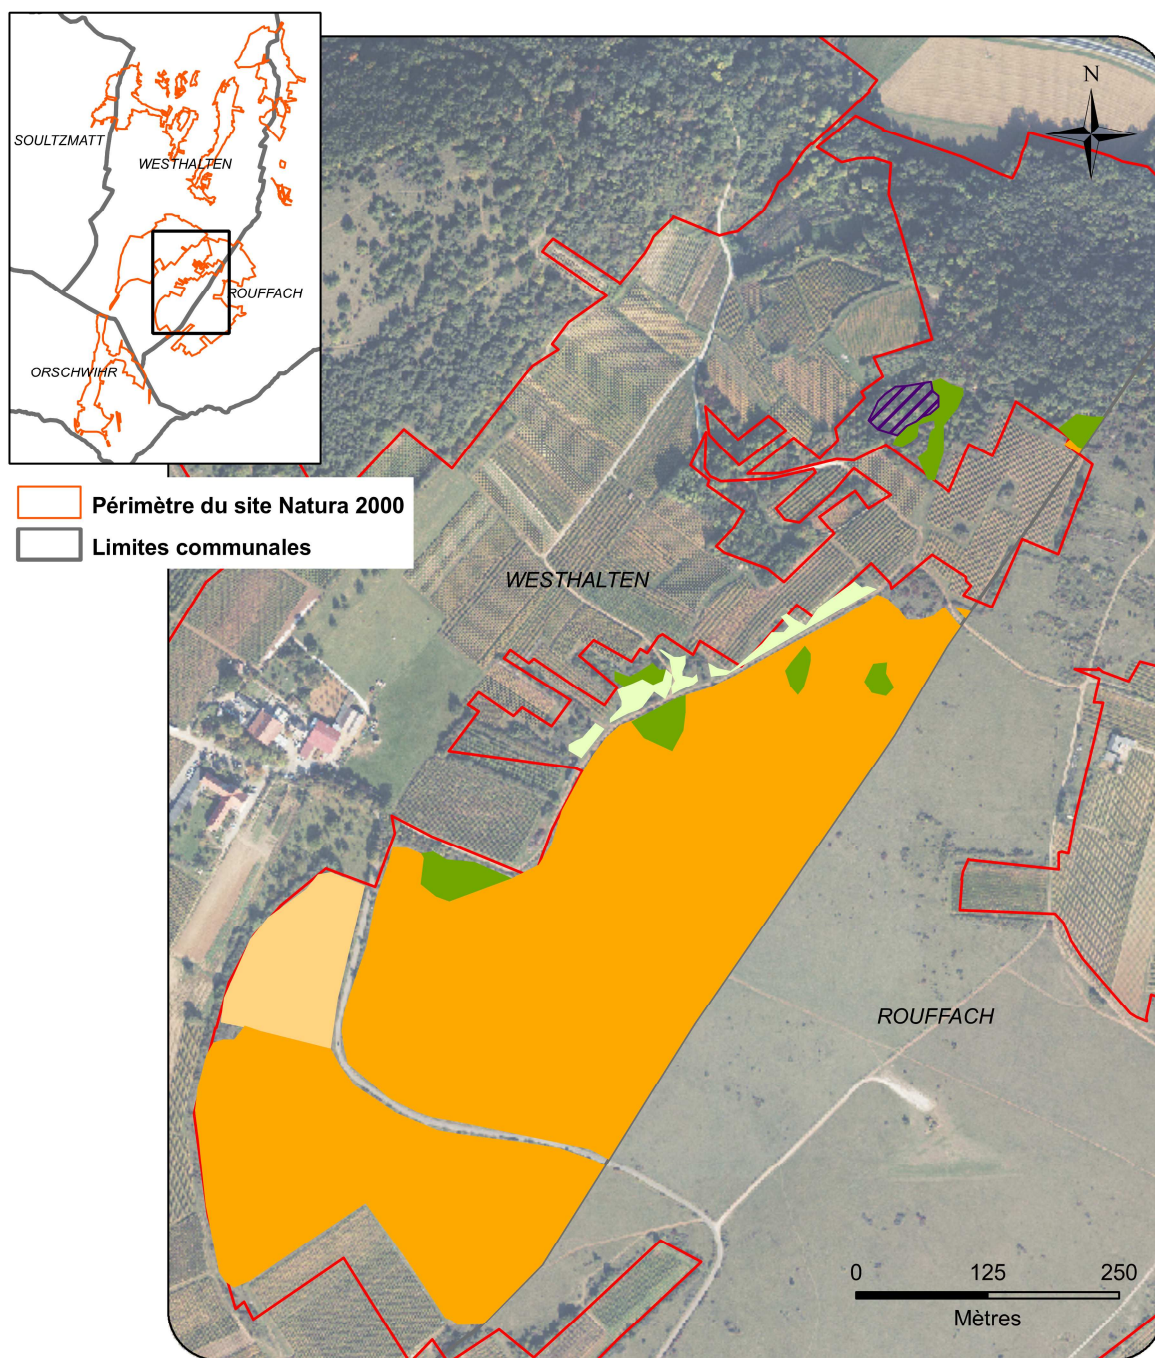 SOULTZMATT
WESTHALTEN
ROUFFACH
ORSCHWIHR
Périmètre du site Natura 2000
Limites communales
N
WESTHALTEN
ROUFFACH
0 125 250
Mètres